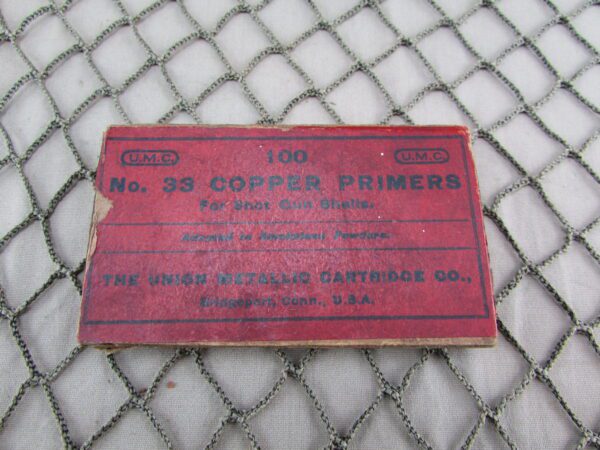 U.M.C. 100 U.M.C.
No. 33 COPPER PRIMERS
For Shot Gun Shells.
Adapted to Powders.
THE UNION METALLIC CARTRIDGE CO.,
Bridgeport, Conn., U.S.A.